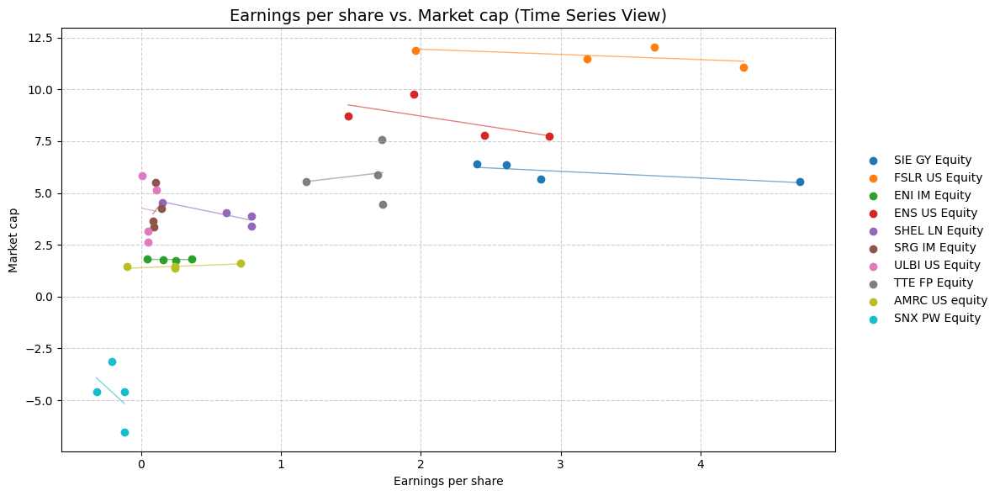 Earnings per share vs. Market cap (Time Series View)
Market cap
12.5
10.0
7.5
5.0
2.5
0.0
−2.5
−5.0
0
1
2
3
4
Earnings per share
SIE GY Equity
FSLR US Equity
ENI IM Equity
ENS US Equity
SHEL LN Equity
SRG IM Equity
ULBI US Equity
TTE FP Equity
AMRC US equity
SNX PW Equity